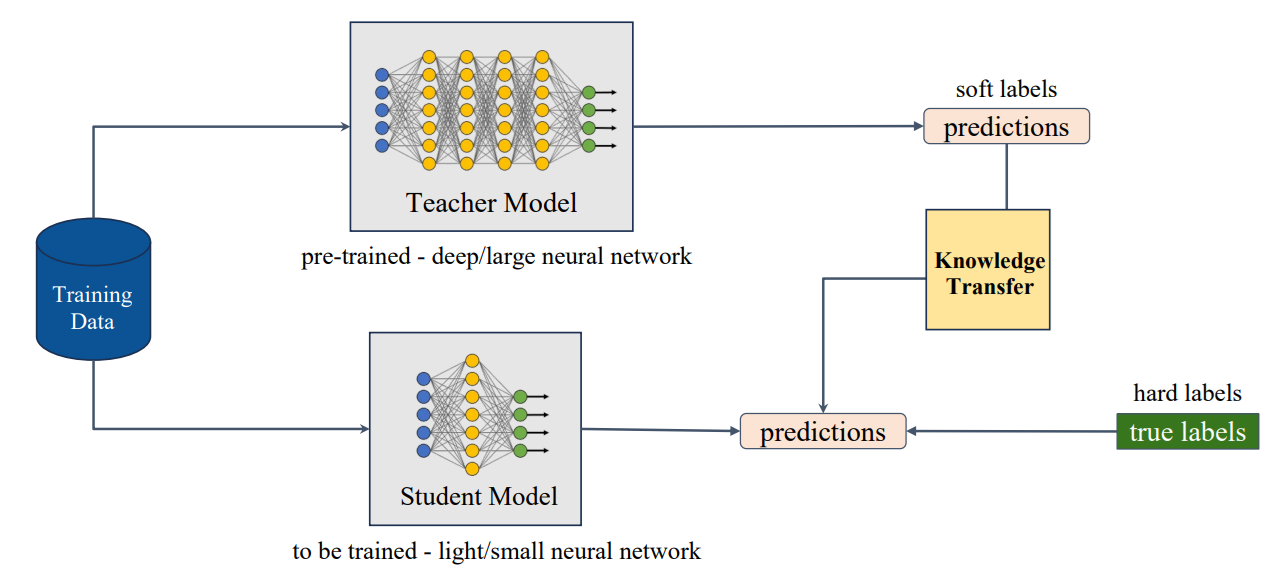 soft labels
predictions
Teacher Model
pre-trained - deep/large neural network
Knowledge
Transfer
Training
Data
hard labels
predictions
true labels
Student Model
to be trained - light/small neural network